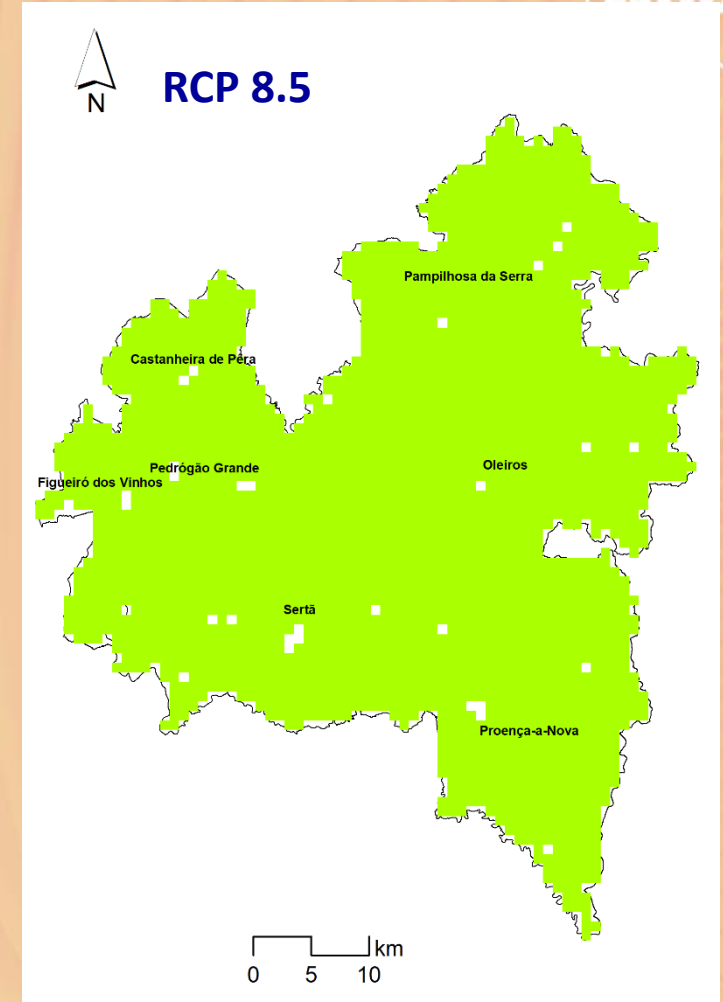 RCP 8.5
N
Pampilhosa da Serra
Castanheira de Pêra
Pedrógão Grande
Oleiros
Figueiró dos Vinhos
Sertã
Proença-a-Nova
km
0 5 10